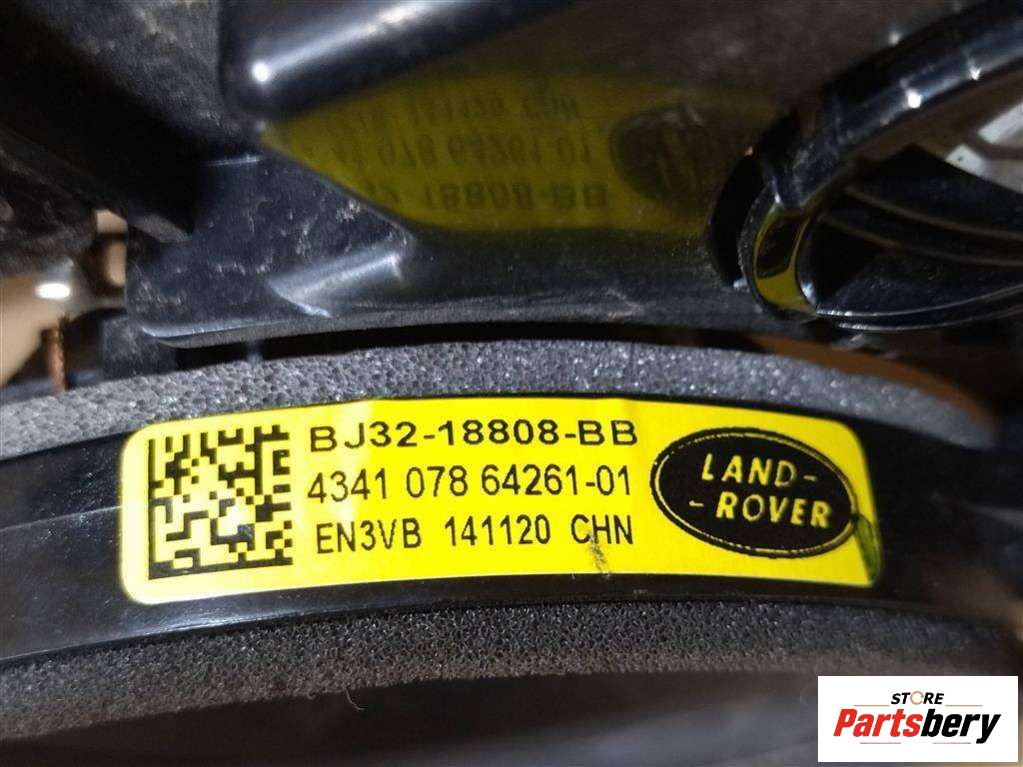 BJ32-18808-BB
4341 078 64261-01
EN3VB 141120 CHN
LAND-
-ROVER
STORE
Partsbery